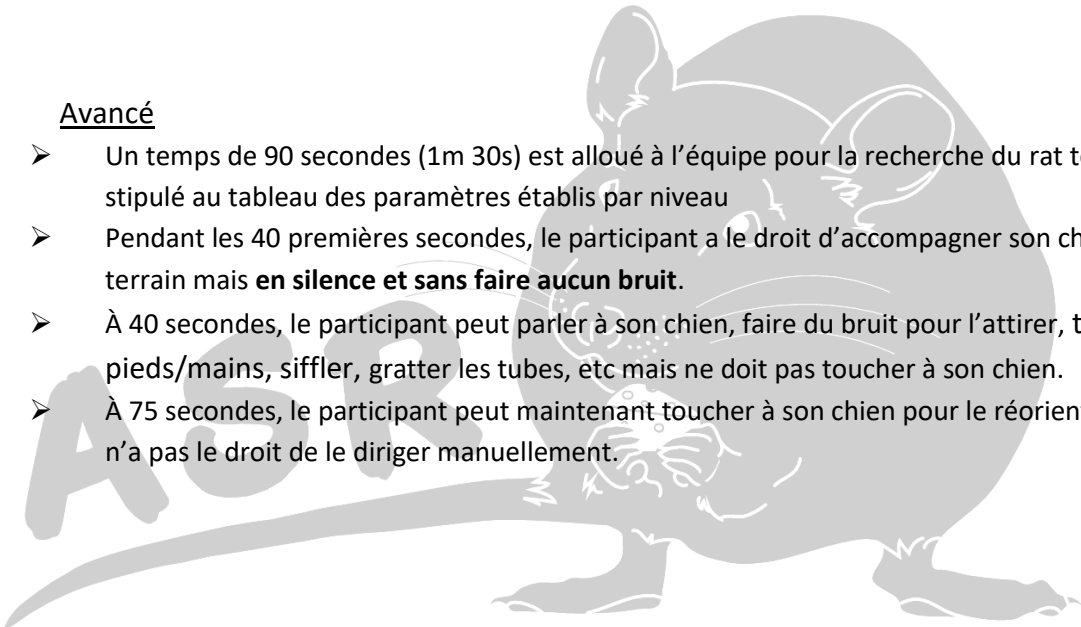 Avancé
➢ Un temps de 90 secondes (1m 30s) est alloué à l’équipe pour la recherche du rat
stipulé au tableau des paramètres établis par niveau
➢ Pendant les 40 premières secondes, le participant a le droit d’accompagner son
terrain mais en silence et sans faire aucun bruit.
➢ À 40 secondes, le participant peut parler à son chien, faire du bruit pour l’attirer,
pieds/mains, siffler, gratter les tubes, etc mais ne doit pas toucher à son chien.
➢ À 75 secondes, le participant peut maintenant toucher à son chien pour le
n’a pas le droit de le diriger manuellement.
ASR